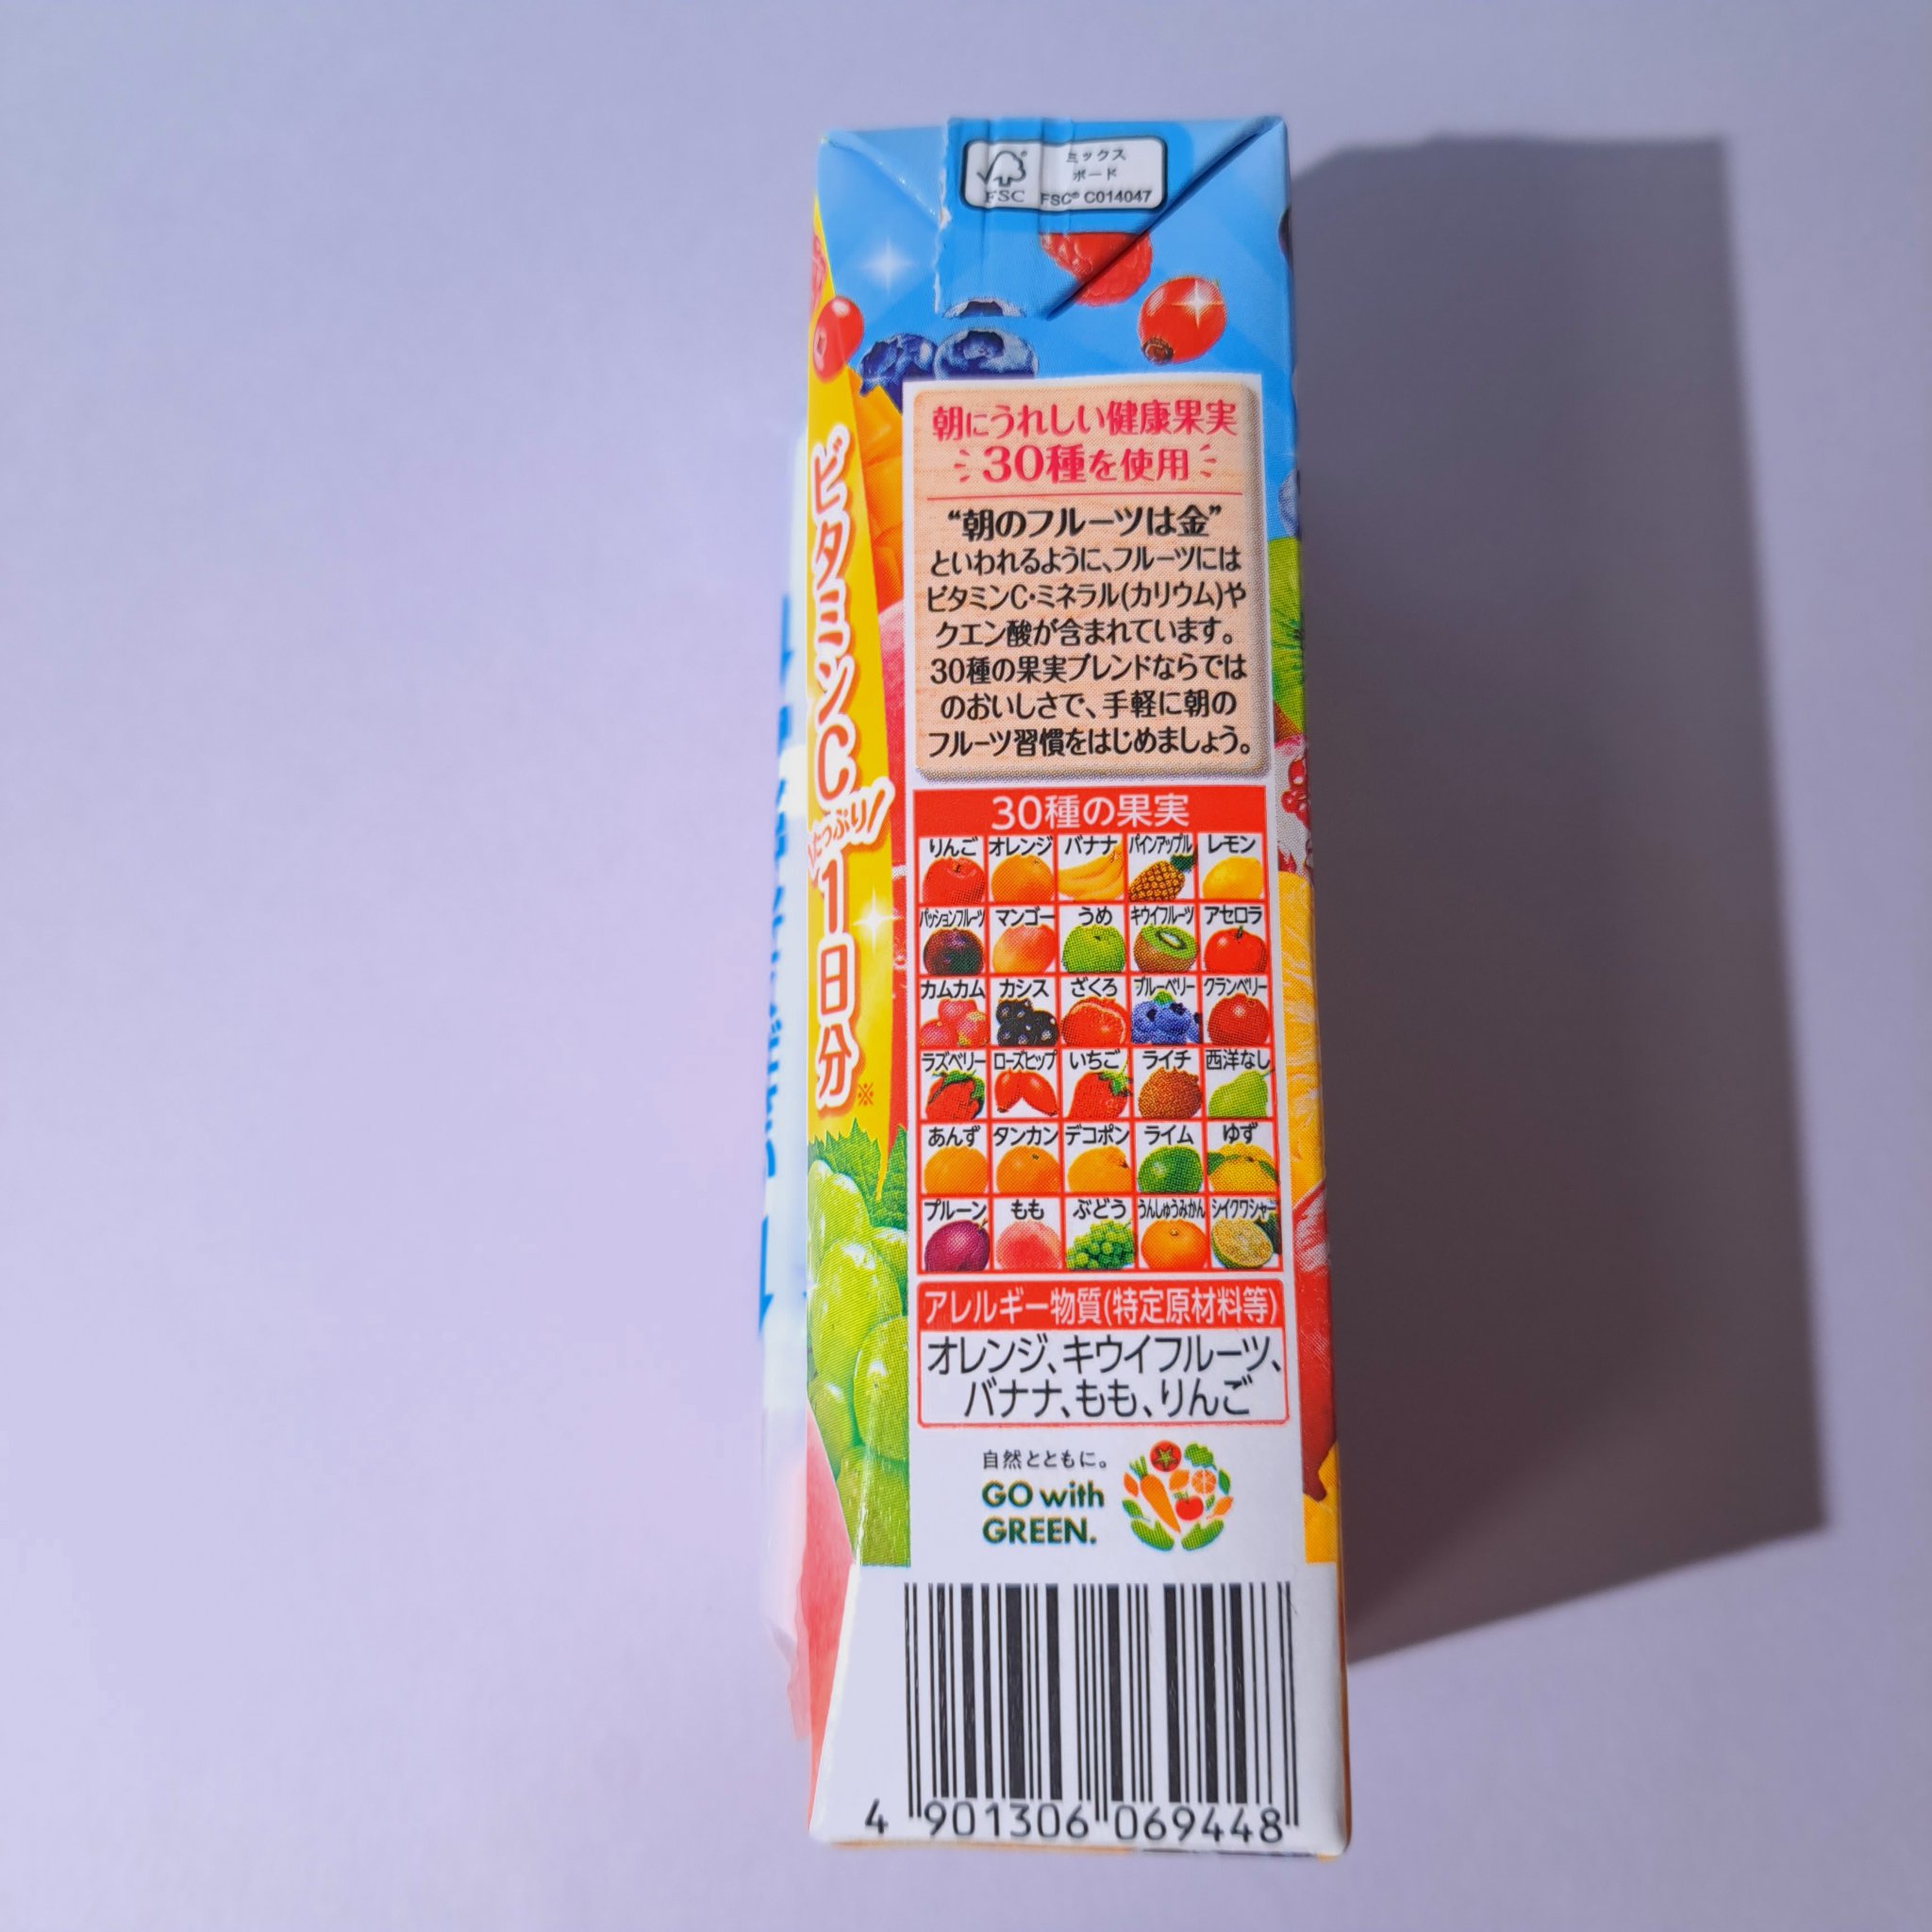 FSC
ミックス
ボード
FSC® C014047
ビタミンC
たっぷり
1日分※
朝にうれしい健康果実
30種を使用
“朝のフルーツは金”
といわれるように、フルーツには
ビタミンC・ミネラル(カリウム)や
クエン酸が含まれています。
30種の果実ブレンドならでは
のおいしさで、手軽に朝の
フルーツ習慣をはじめましょう。
30種の果実
りんご オレンジ バナナ パインアップル レモン
パッションフルーツ マンゴー うめ キウイフルーツ アセロラ
カムカム カシス ざくろ ブルーベリー クランベリー
ラズベリー ローズヒップ いちご ライチ 西洋なし
あんず タンカン デコポン ライム ゆず
プルーン もも ぶどう うんしゅうみかん シイクワシャー
アレルギー物質(特定原材料等)
オレンジ、キウイフルーツ、
バナナ、もも、りんご
自然とともに。
GO with
GREEN.
4 901306 069448